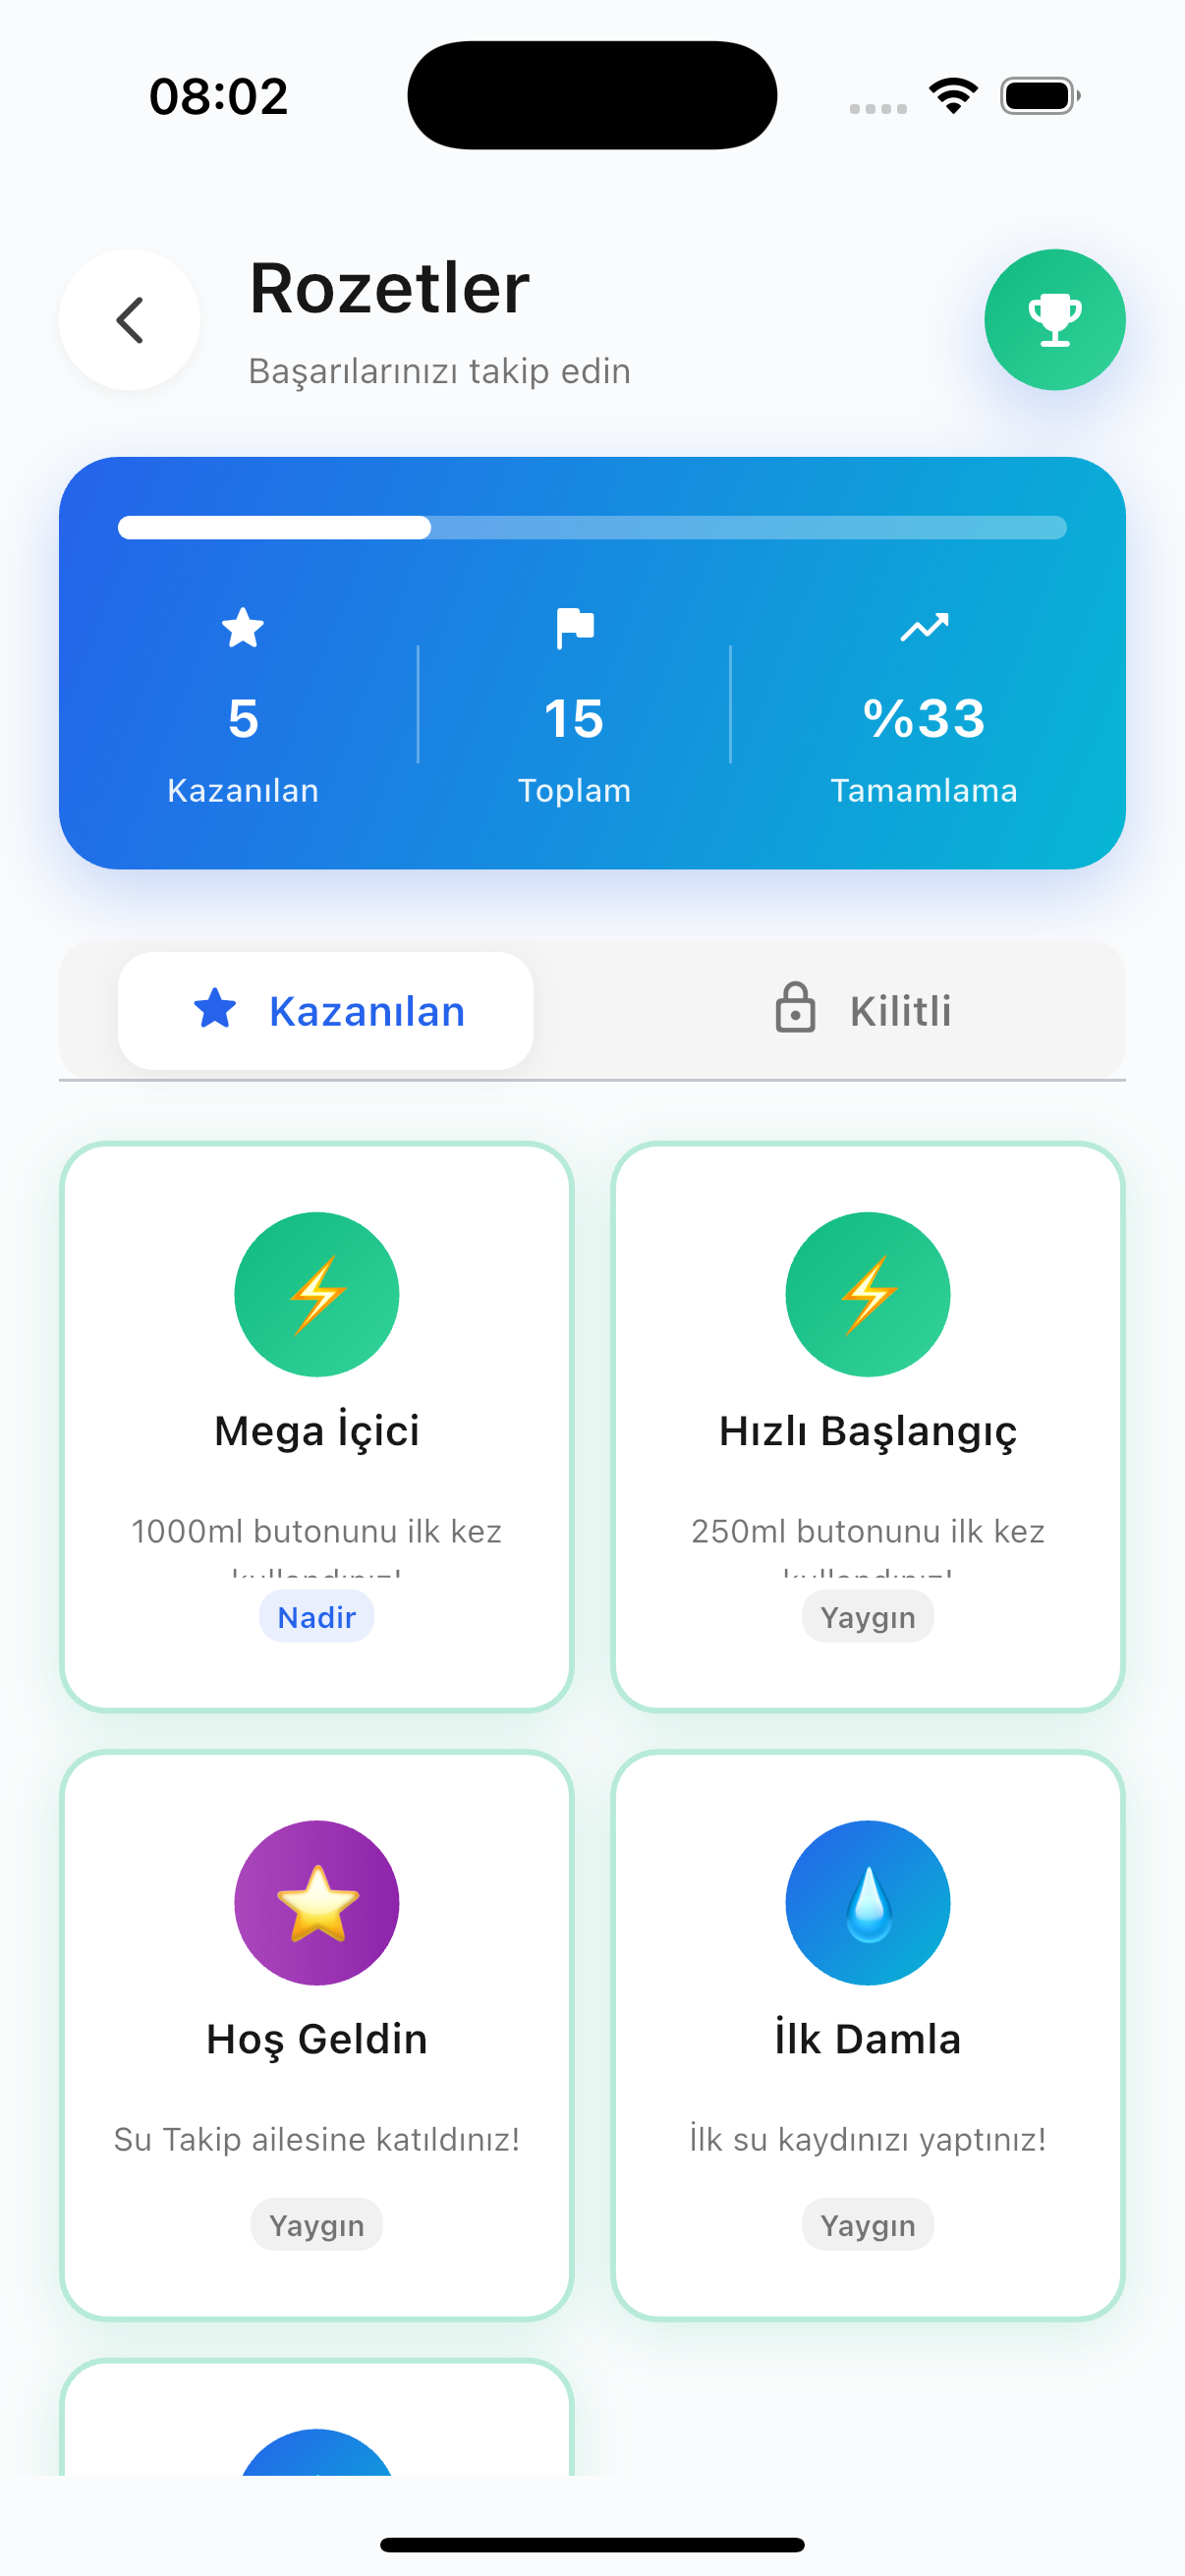 08:02
Rozetler
Başarılarınızı takip edin
5
15
%33
Kazanılan
Toplam
Tamamlama
Kazanılan
Kilitli
Mega İçici
1000ml butonunu ilk kez
kullandınız!
Nadir
Hızlı Başlangıç
250ml butonunu ilk kez
kullandınız!
Yaygın
Hoş Geldin
Su Takip ailesine katıldınız!
Yaygın
İlk Damla
İlk su kaydınızı yaptınız!
Yaygın